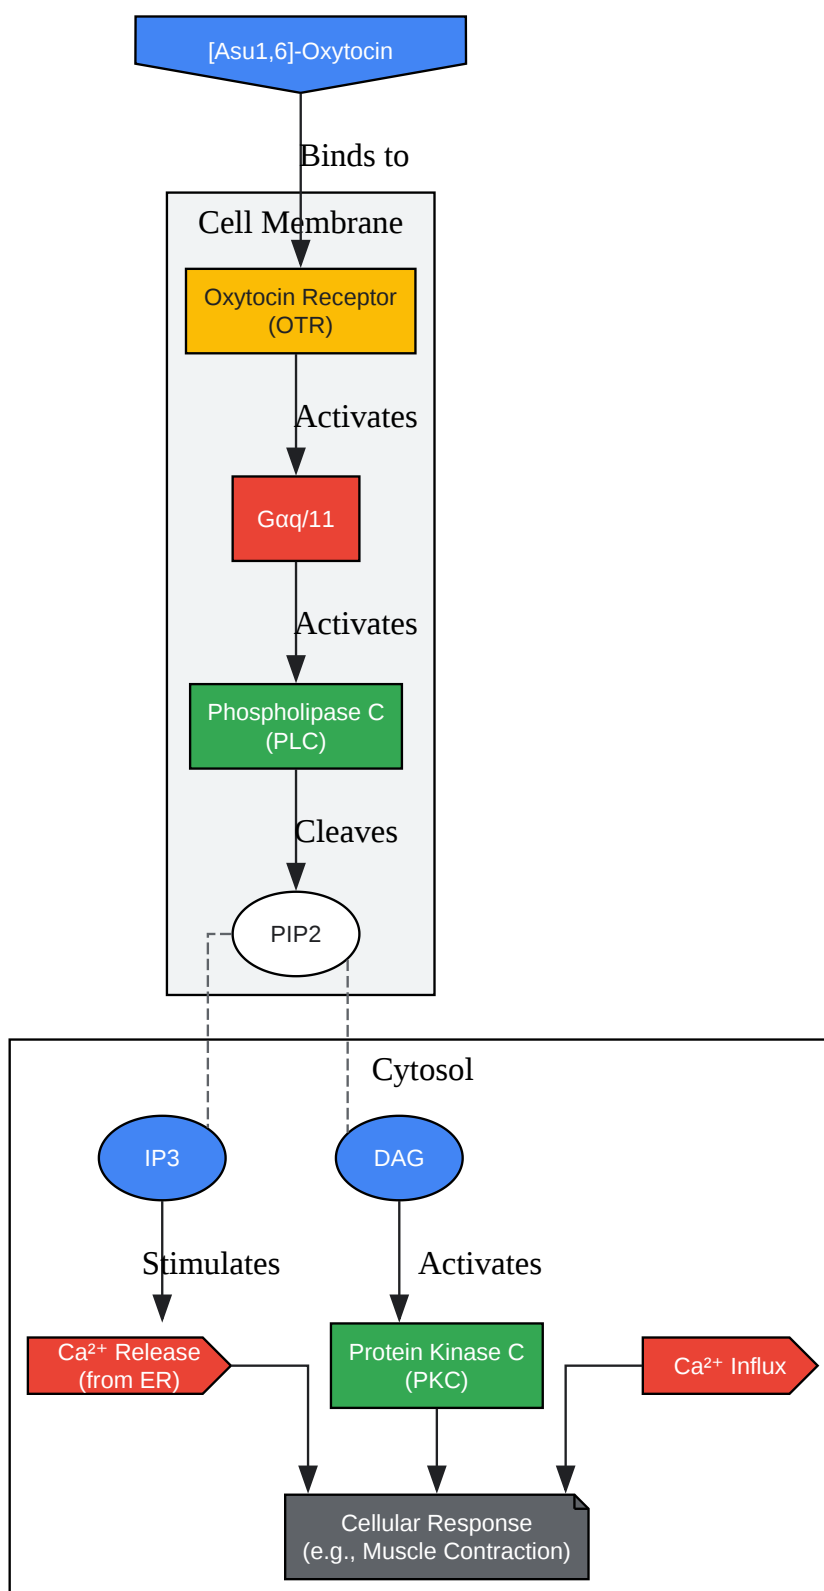 [Asu1,6]-Oxytocin
Binds to
Cell Membrane
Oxytocin Receptor
(OTR)
Activates
Gαq/11
Activates
Phospholipase C
(PLC)
Cleaves
PIP2
Cytosol
IP3
DAG
Stimulates
Activates
Ca²⁺ Release
(from ER)
Protein Kinase C
(PKC)
Ca²⁺ Influx
Cellular Response
(e.g., Muscle Contraction)